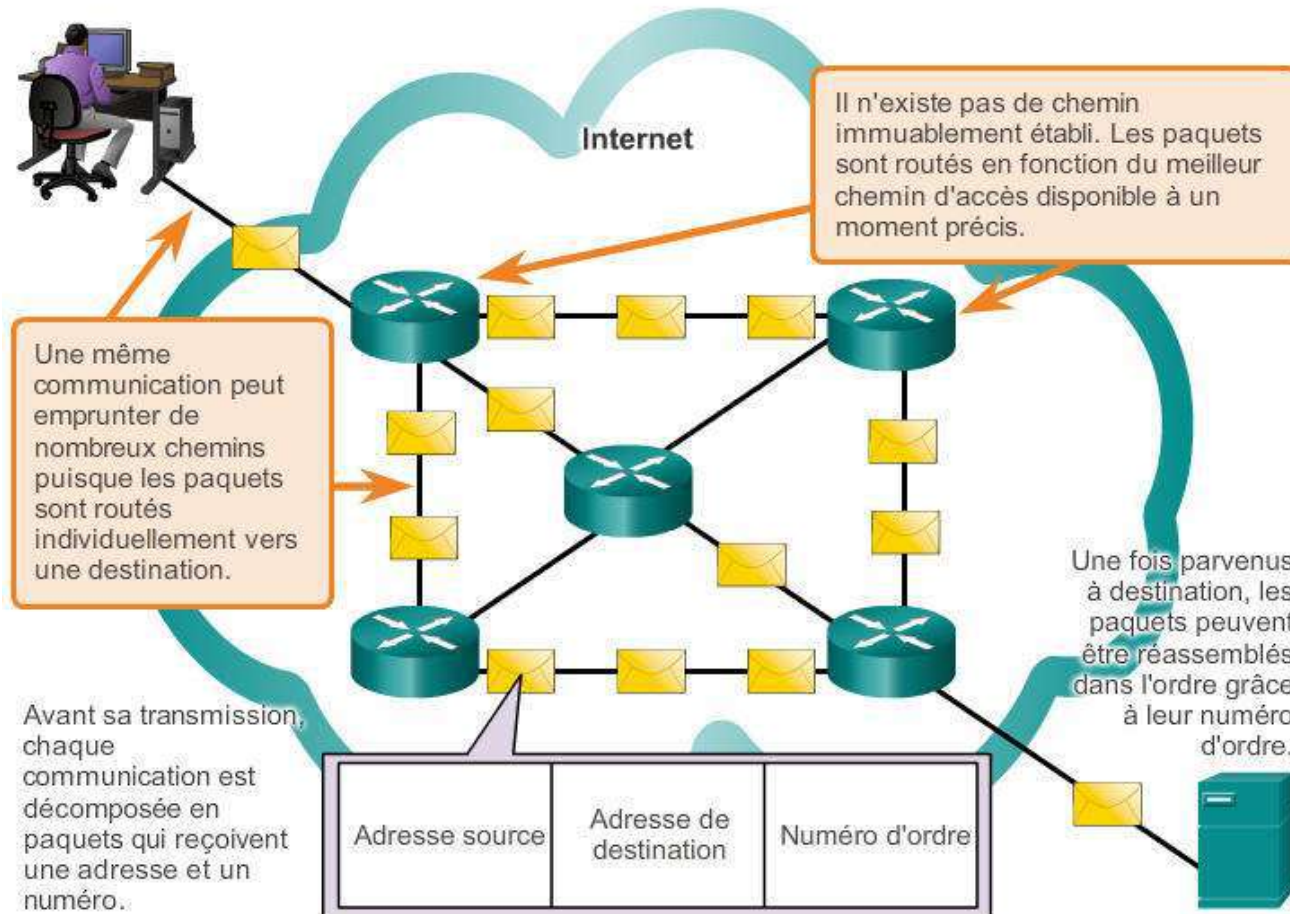 Internet
Il n'existe pas de chemin
immuablement établi. Les paquets
sont routés en fonction du meilleur
chemin d'accès disponible à un
moment précis.
Une même
communication peut
emprunter de
nombreux chemins
puisque les paquets
sont routés
individuellement vers
une destination.
Une fois parvenus
à destination, les
paquets peuvent
être réassemblés
dans l'ordre grâce
à leur numéro
d'ordre.
Avant sa transmission,
chaque
communication est
décomposée en
paquets qui reçoivent
une adresse et un
numéro.
Adresse source
Adresse de
destination
Numéro d'ordre